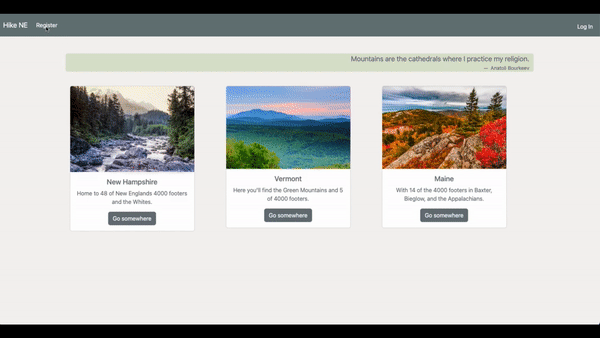 Hike NE
Register
Log In
Mountains are the cathedrals where I practice my religion.
— Anatoli Boukreev
New Hampshire
Home to 48 of New Englands 4000 footers
and the Whites.
Go somewhere
Vermont
Here you'll find the Green Mountains and 5
of 4000 footers.
Go somewhere
Maine
With 14 of the 4000 footers in Baxter,
Bieglow, and the Appalachians.
Go somewhere